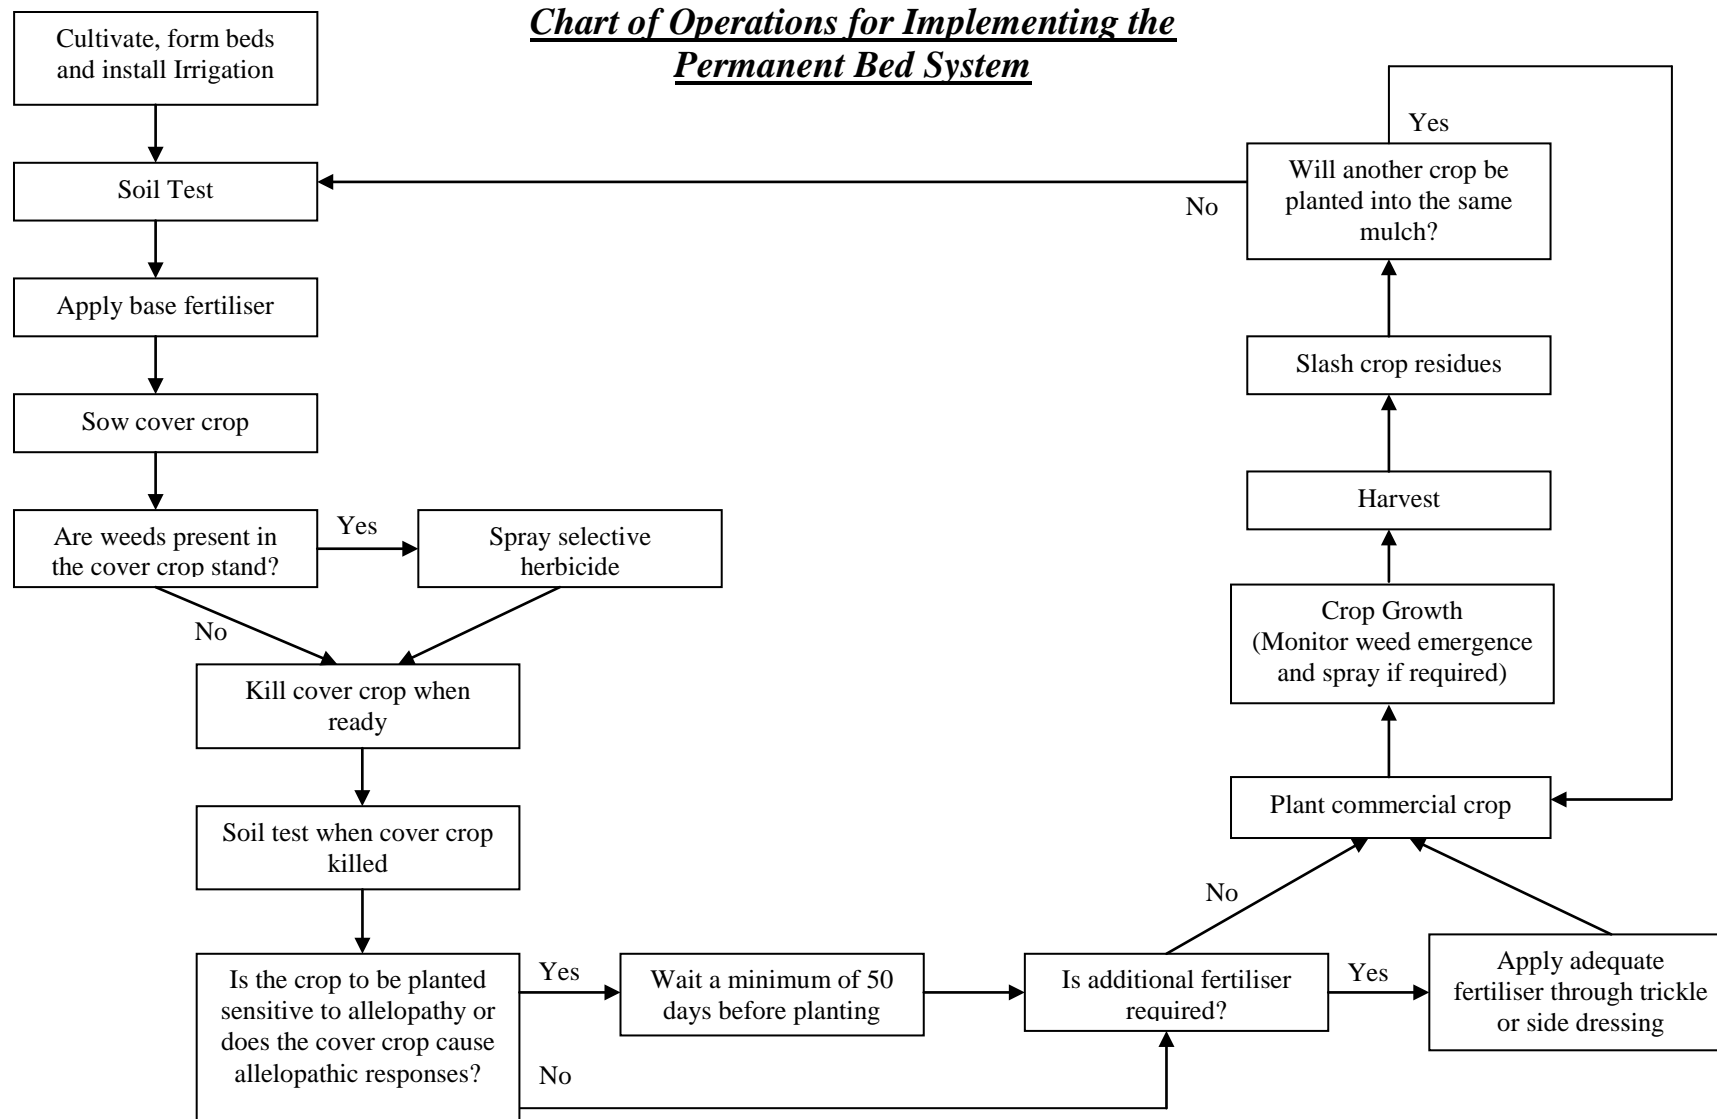 Chart of Operations for Implementing the
Permanent Bed System
Cultivate, form beds
and install Irrigation
Soil Test
Apply base fertiliser
Sow cover crop
Are weeds present in
the cover crop stand?
Yes
No
Spray selective
herbicide
Kill cover crop when
ready
Soil test when cover crop
killed
Is the crop to be planted
sensitive to allelopathy or
does the cover crop cause
allelopathic responses?
Yes
No
Wait a minimum of 50
days before planting
Is additional fertiliser
required?
Yes
No
Apply adequate
fertiliser through trickle
or side dressing
Plant commercial crop
Crop Growth
(Monitor weed emergence
and spray if required)
Harvest
Slash crop residues
Will another crop be
planted into the same
mulch?
Yes
No